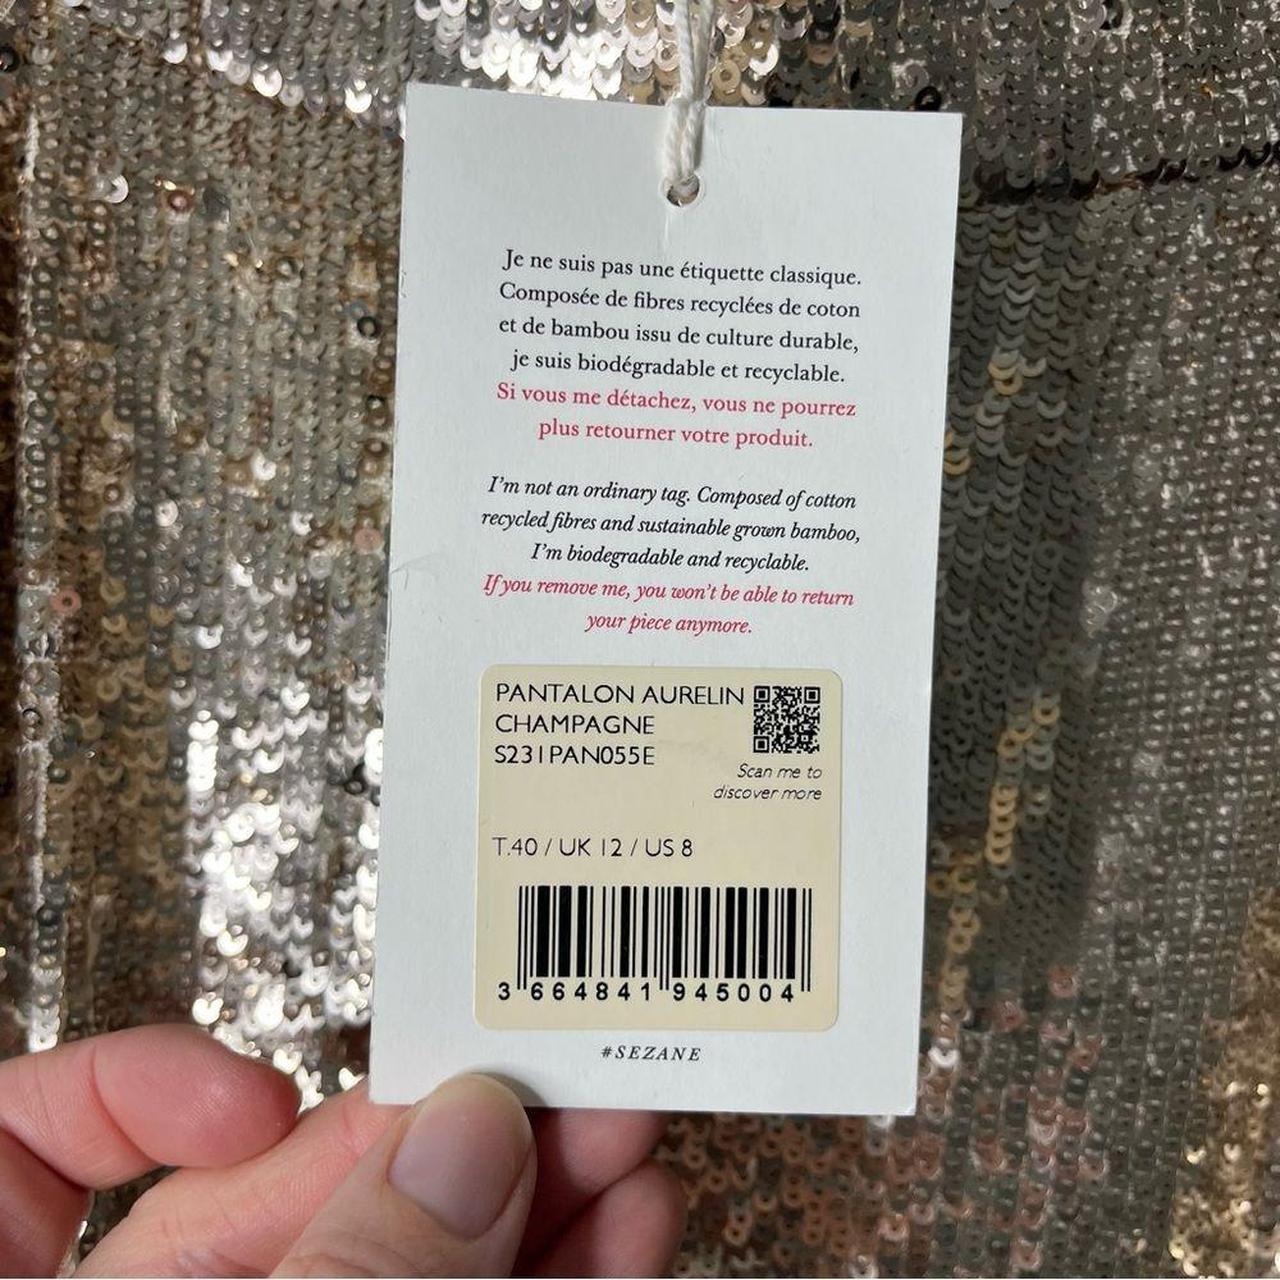 Je ne suis pas une étiquette classique.
Composée de fibres recyclées de coton
et de bambou issu de culture durable,
je suis biodégradable et recyclable.
Si vous me détachez, vous ne pourrez
plus retourner votre produit.
I'm not an ordinary tag. Composed of cotton
recycled fibres and sustainable grown bamboo,
I'm biodegradable and recyclable.
If you remove me, you won't be able to return
your piece anymore.
PANTALON AURELIN
CHAMPAGNE
S231PAN055E
Scan me to
discover more
T.40 / UK 12 / US 8
3 664841 945004
#SEZANE